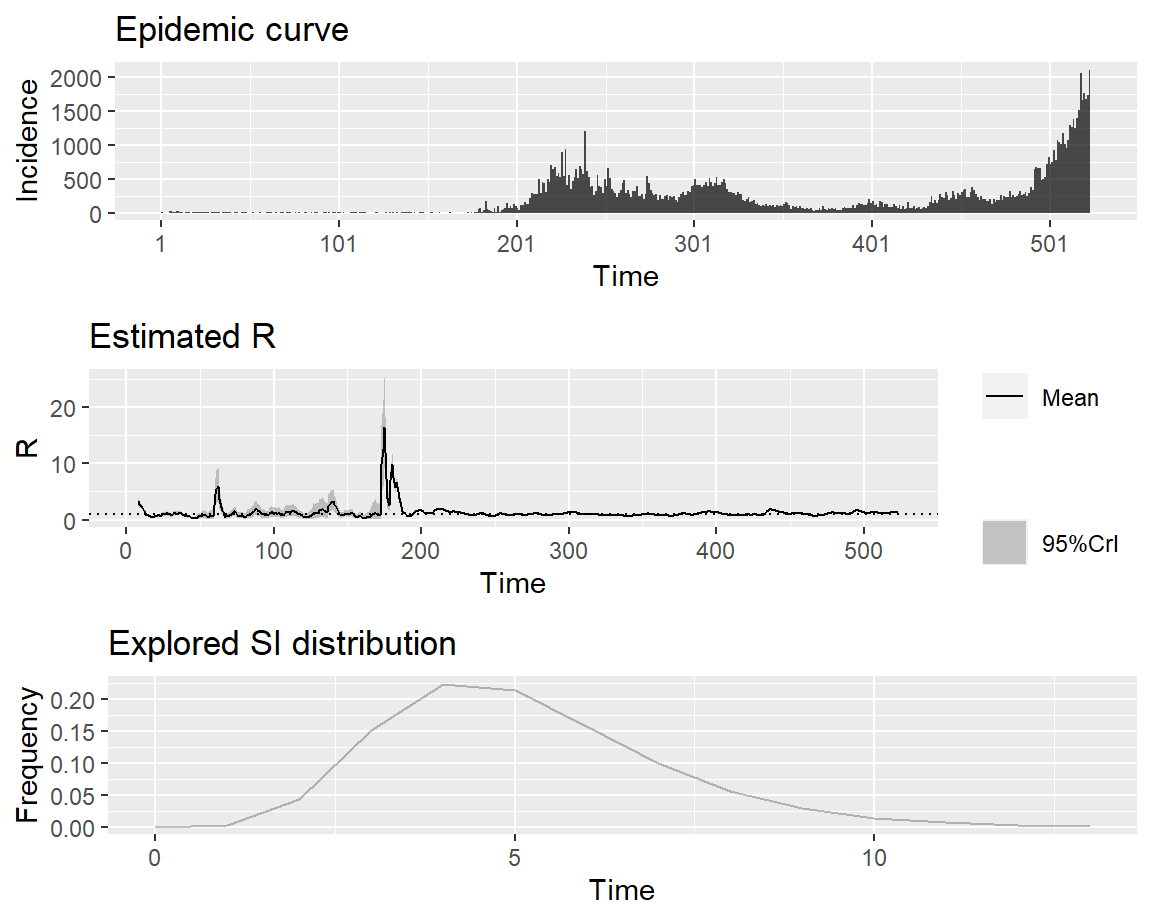 Epidemic curve
Incidence
2000
1500
1000
500
0
1 101 201 301 401 501
Time
Estimated R
R
20
10
0
0 100 200 300 400 500
Time
Mean
95%CrI
Explored SI distribution
Frequency
0.20
0.15
0.10
0.05
0.00
0 5 10
Time